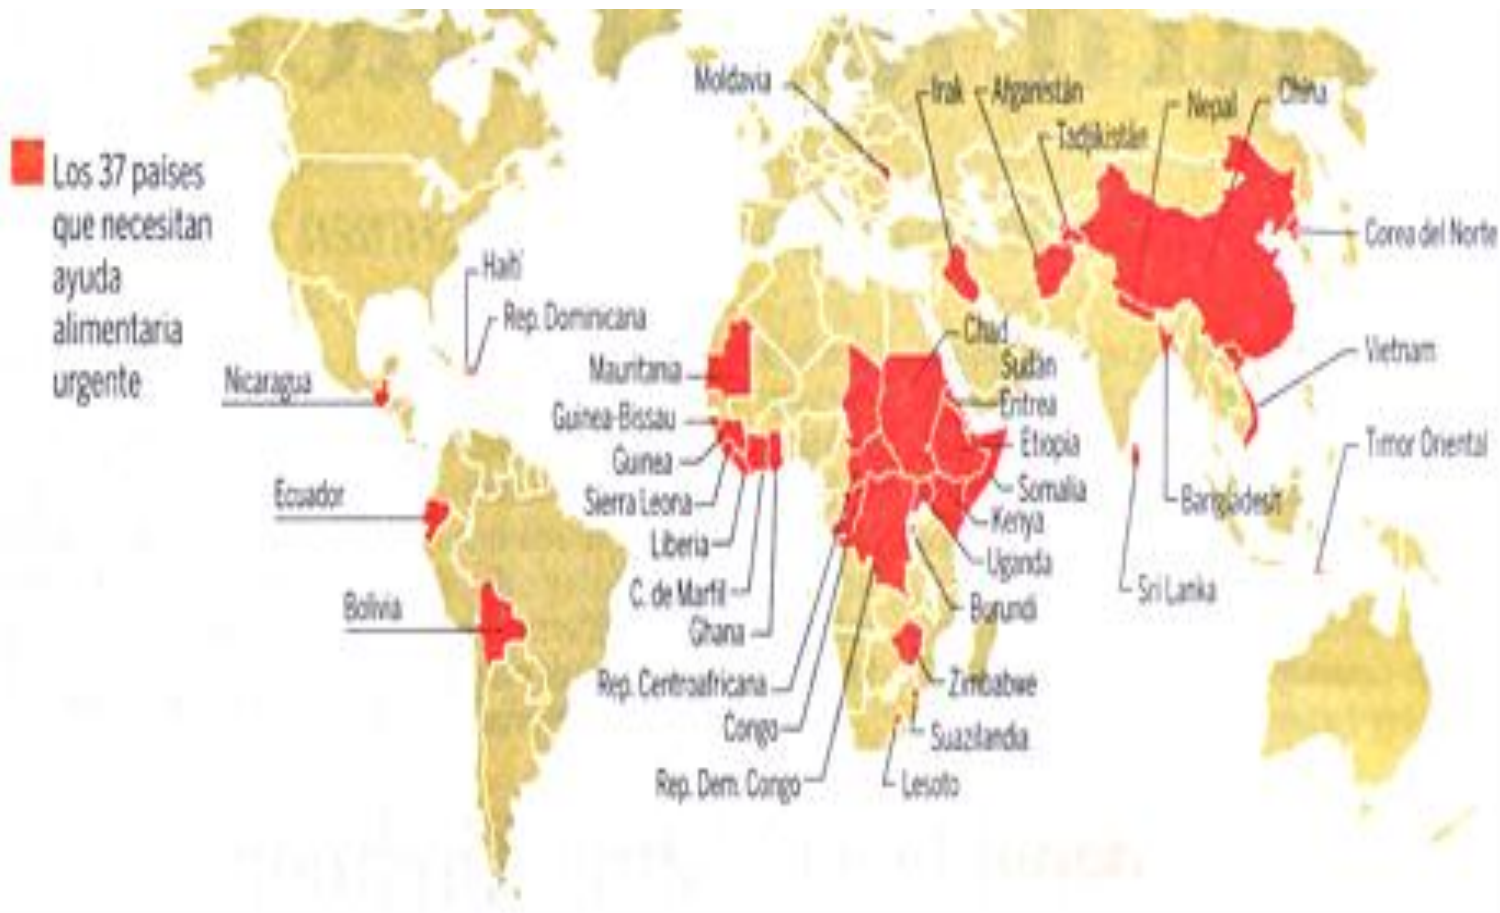 Los 37 países
que necesitan
ayuda
alimentaria
urgente
Moldavia
Irak
Afganistán
Tadjikistán
Nepal
China
Corea del Norte
Haití
Rep. Dominicana
Nicaragua
Ecuador
Bolivia
Mauritania
Guinea-Bissau
Guinea
Sierra Leona
Liberia
C. de Marfil
Ghana
Rep. Centroafricana
Congo
Rep. Dem. Congo
Chad
Sudan
Eritrea
Etiopia
Somalia
Kenya
Uganda
Burundi
Zimbabwe
Suazilandia
Lesoto
Vietnam
Timor Oriental
Bangladesh
Sri Lanka